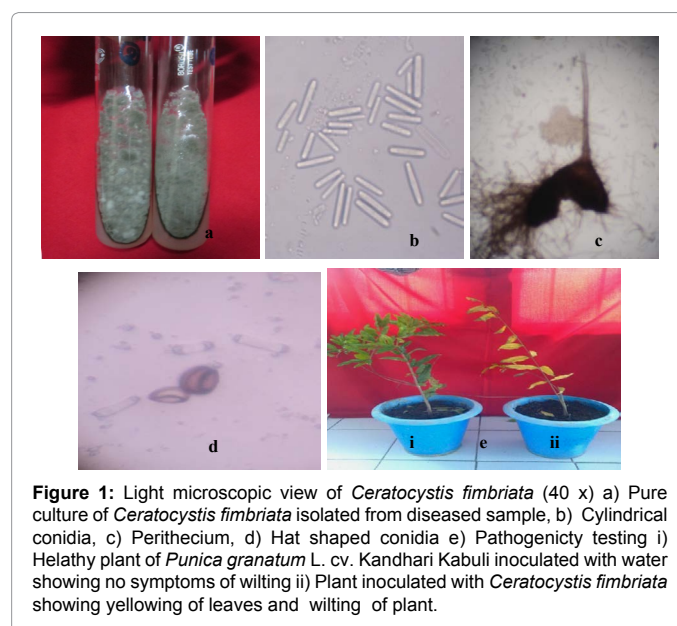 a
b
c
d
i
e
ii
Figure 1: Light microscopic view of Ceratocystis fimbriata (40 x) a) Pure
culture of Ceratocystis fimbriata isolated from diseased sample, b) Cylindrical
conidia, c) Perithecium, d) Hat shaped conidia e) Pathogenicty testing i)
Helathy plant of Punica granatum L. cv. Kandhari Kabuli inoculated with water
showing no symptoms of wilting ii) Plant inoculated with Ceratocystis fimbriata
showing yellowing of leaves and wilting of plant.